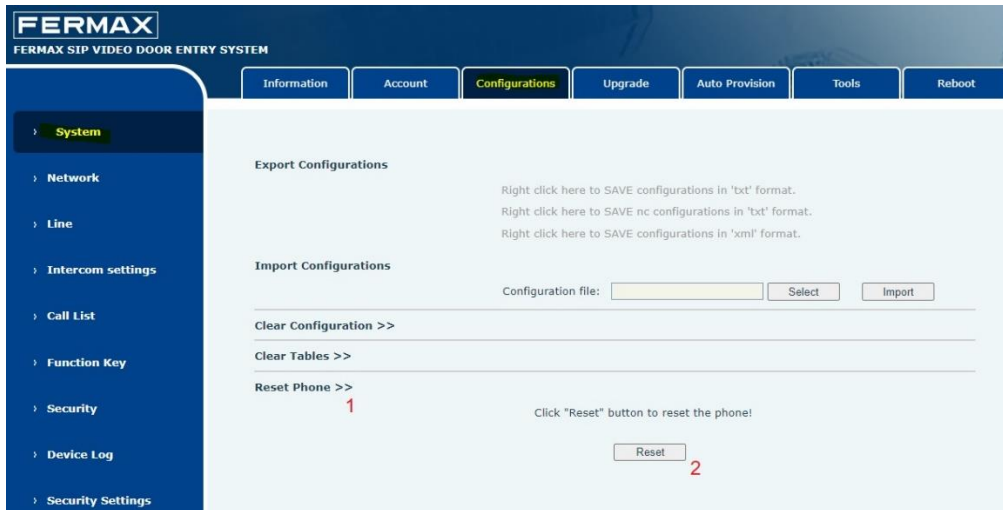 FERMAX
FERMAX SIP VIDEO DOOR ENTRY SYSTEM
Information Account Configurations Upgrade Auto Provision Tools Reboot
› System
› Network
› Line
› Intercom settings
› Call List
› Function Key
› Security
› Device Log
› Security Settings
Export Configurations
Right click here to SAVE configurations in 'txt' format.
Right click here to SAVE nc configurations in 'txt' format.
Right click here to SAVE configurations in 'xml' format.
Import Configurations
Configuration file: Select Import
Clear Configuration >>
Clear Tables >>
Reset Phone >>
1
Click "Reset" button to reset the phone!
Reset
2